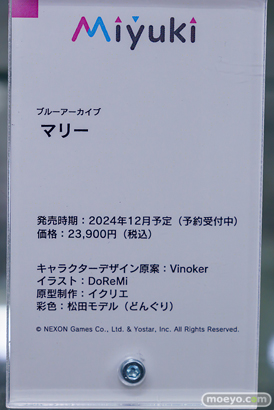 Miyuki
ブルーアーカイブ
マリー
発売時期：2024年12月予定（予約受付中）
価格：23,900円（税込）
キャラクターデザイン原案：Vinoker
イラスト：DoReMi
原型制作：イクリエ
彩色：松田モデル（どんぐり）
© NEXON Games Co., Ltd. & Yostar, Inc. All Rights Reserved.
moeyo.com